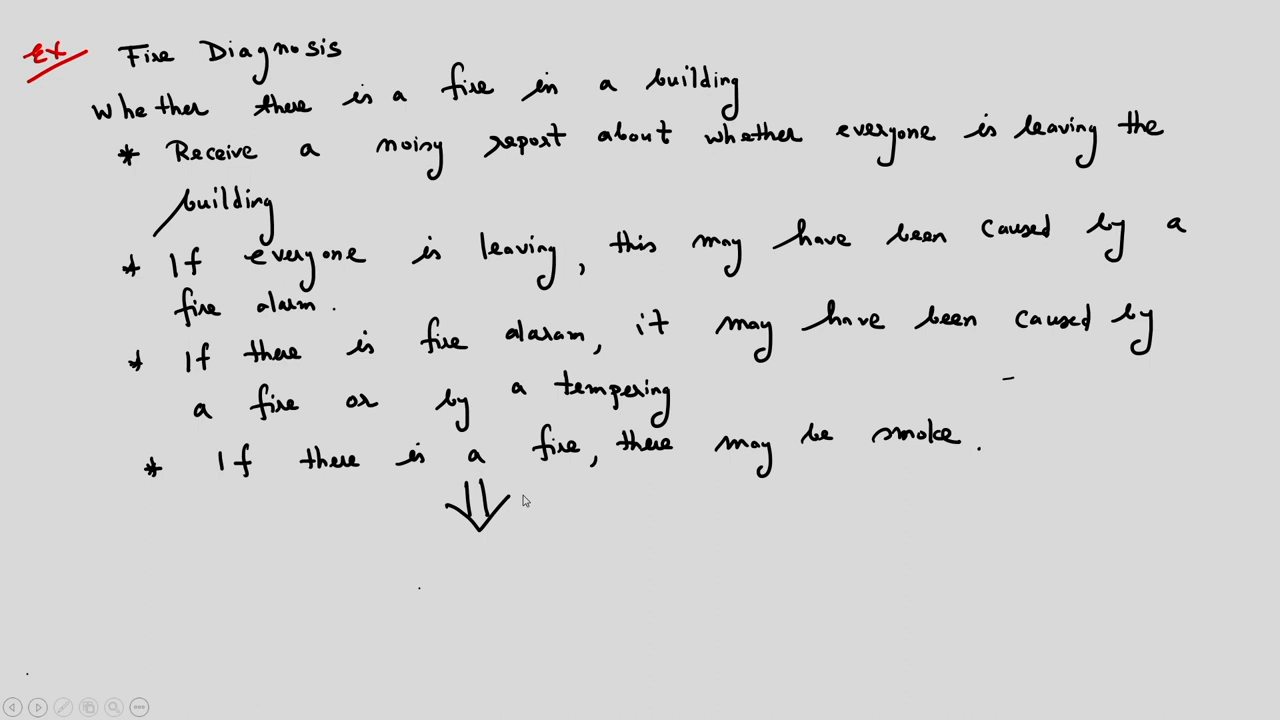 Ex Fire Diagnosis
Whether there is a fire in a building
* Receive a noisy report about whether everyone is leaving the
building
* If everyone is leaving, this may have been caused by a
fire alarm.
* If there is fire alaram, it may have been caused by
a fire or by a tempering
* If there is a fire, there may be smoke.